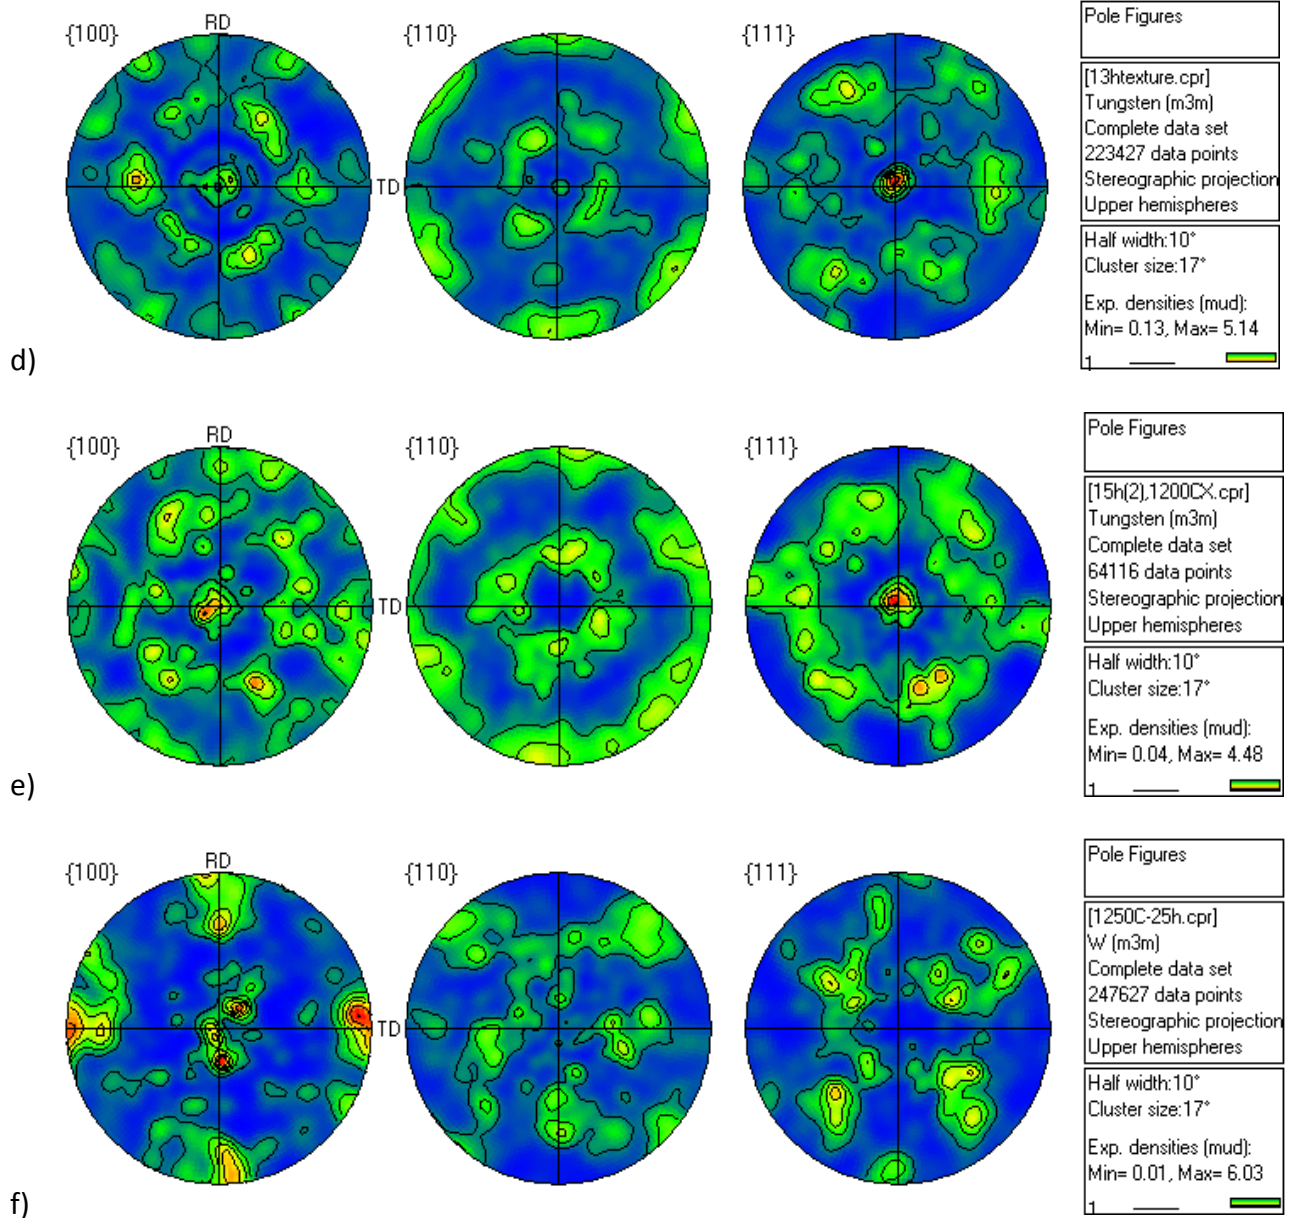 {100}
RD
{110}
{111}
TD
Pole Figures
[13htexture.cpr]
Tungsten (m3m)
Complete data set
223427 data points
Stereographic projection
Upper hemispheres
Half width:10°
Cluster size:17°
Exp. densities (mud):
Min= 0.13, Max= 5.14
1
d)
{100}
RD
{110}
{111}
TD
Pole Figures
[15h(2),1200CX.cpr]
Tungsten (m3m)
Complete data set
64116 data points
Stereographic projection
Upper hemispheres
Half width:10°
Cluster size:17°
Exp. densities (mud):
Min= 0.04, Max= 4.48
1
e)
{100}
RD
{110}
{111}
TD
Pole Figures
[1250C-25h.cpr]
W (m3m)
Complete data set
247627 data points
Stereographic projection
Upper hemispheres
Half width:10°
Cluster size:17°
Exp. densities (mud):
Min= 0.01, Max= 6.03
1
f)